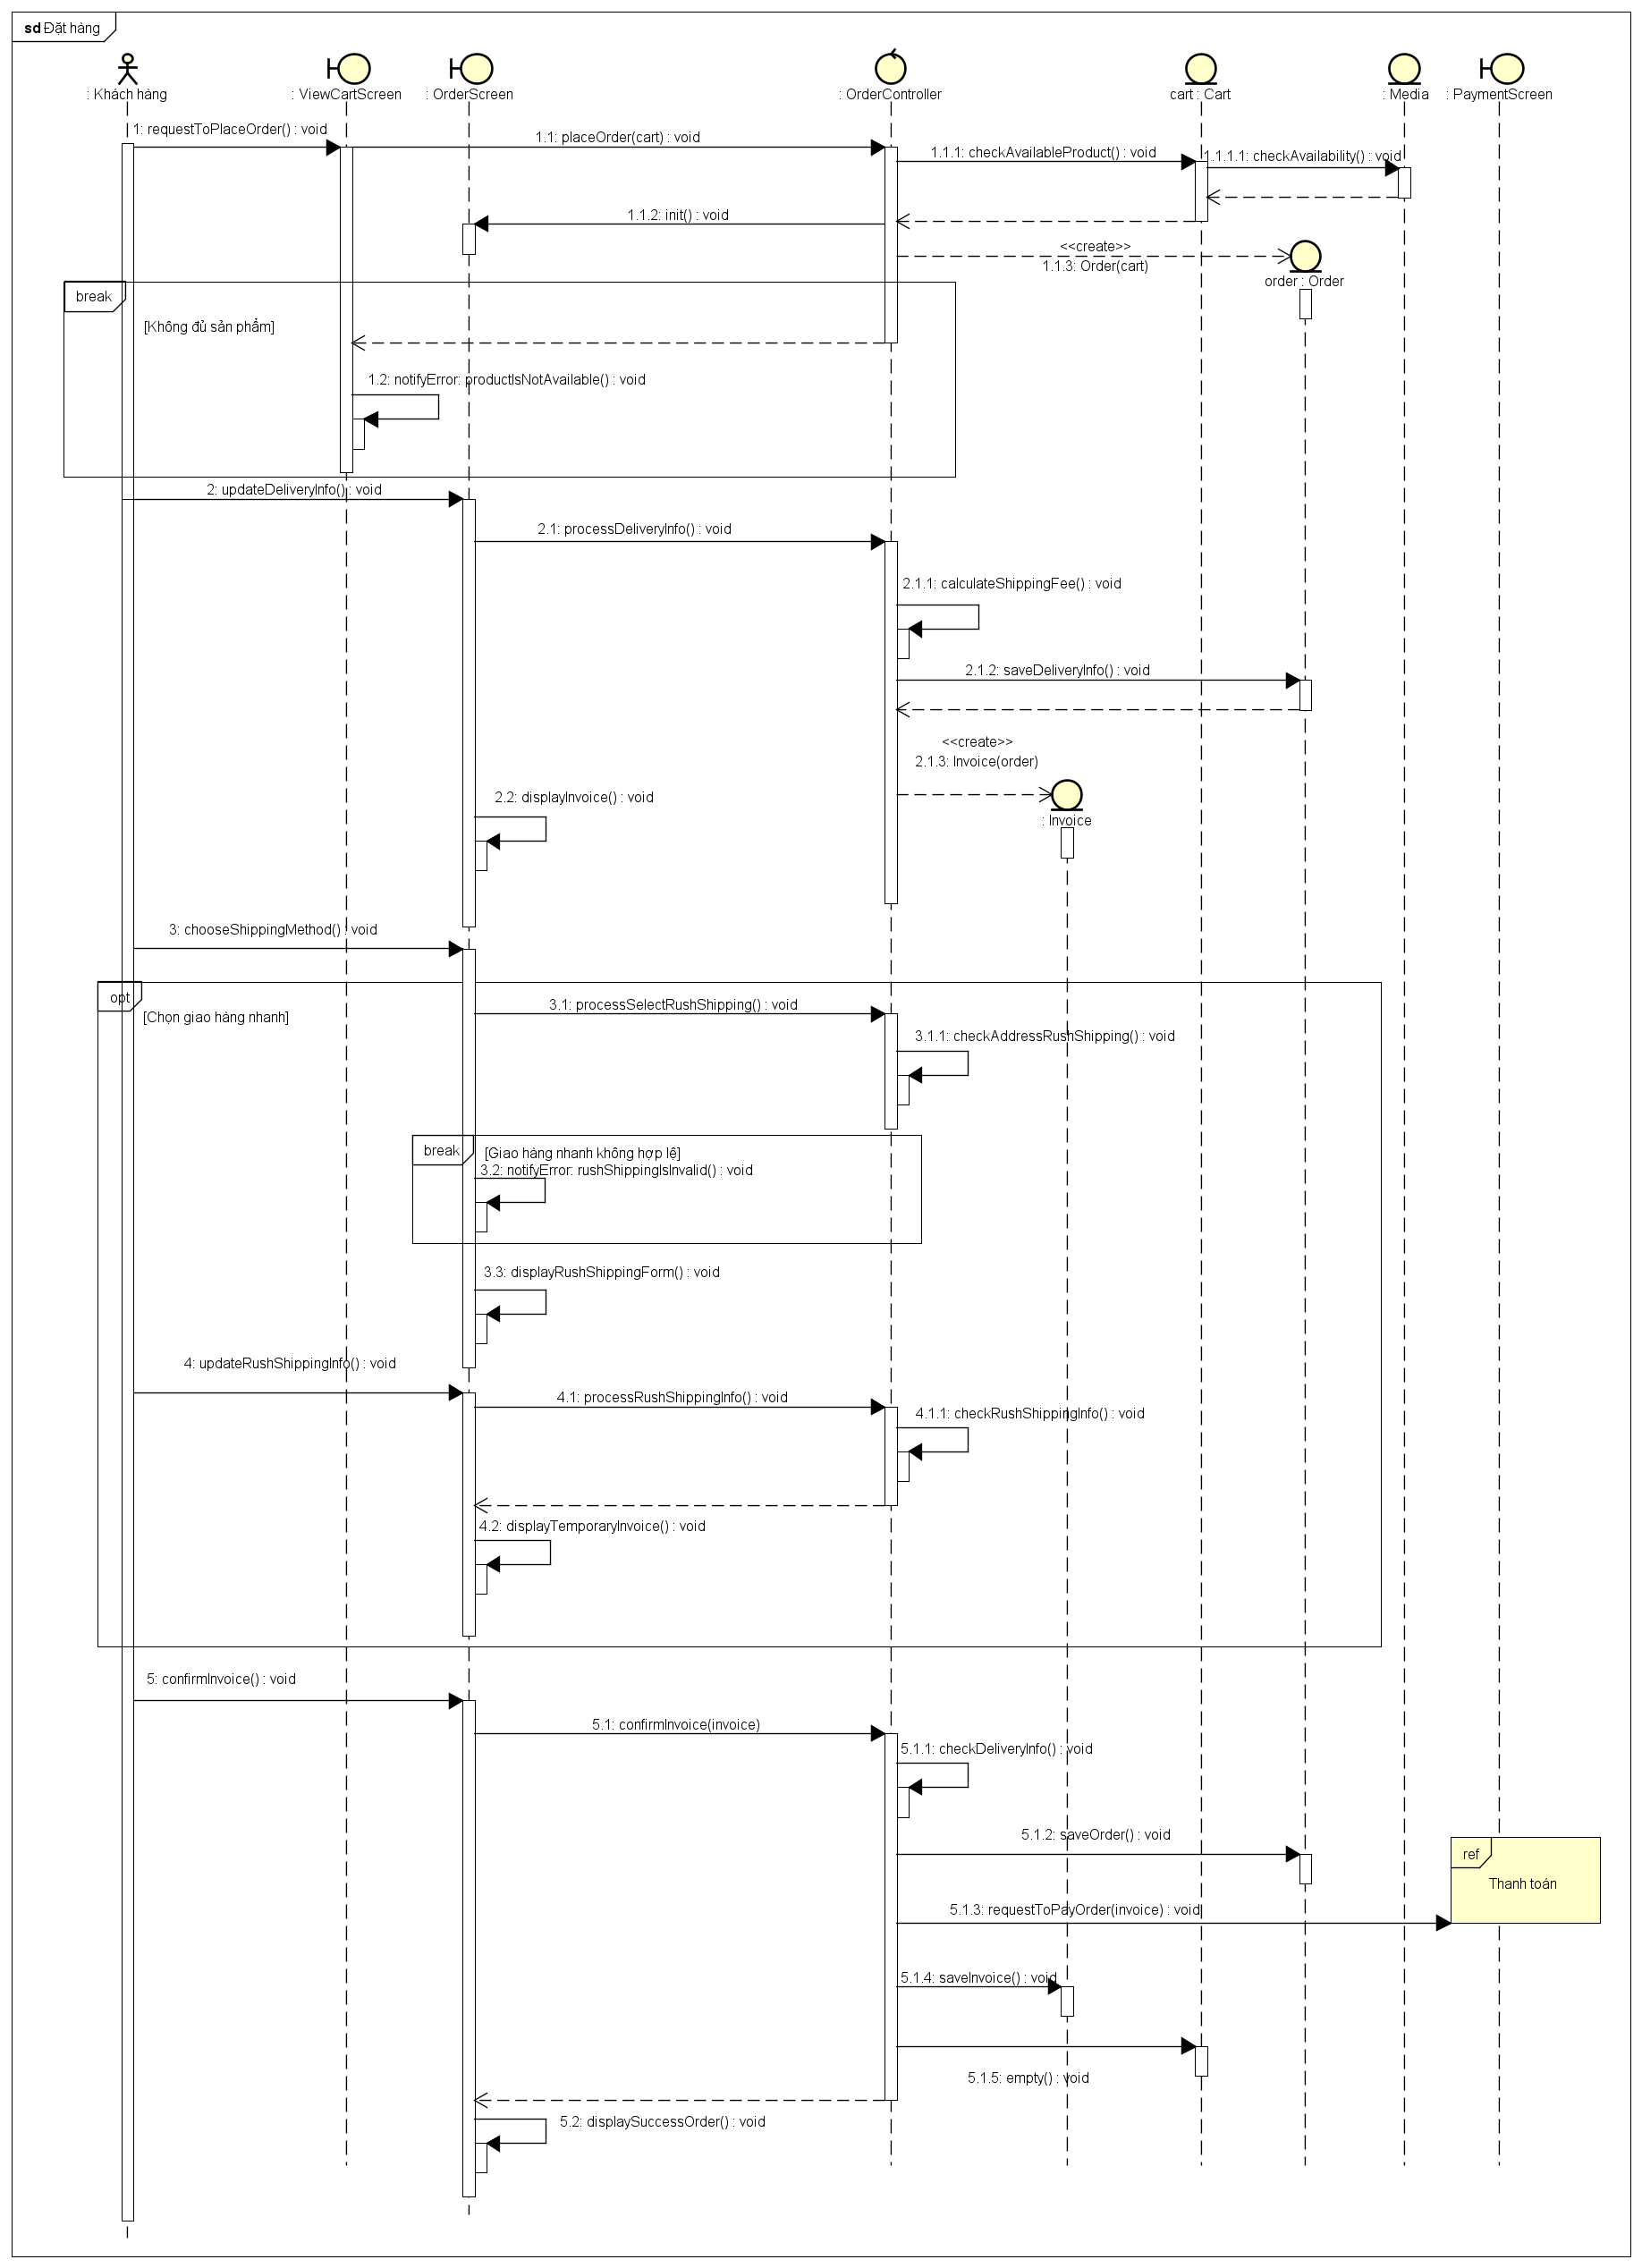 sd Đặt hàng
: Khách hàng
: ViewCartScreen
: OrderScreen
: OrderController
cart : Cart
: Media
: PaymentScreen
1: requestToPlaceOrder() : void
1.1: placeOrder(cart) : void
1.1.1: checkAvailableProduct() : void
1.1.1.1: checkAvailability() : void
1.1.2: init() : void
<<create>>
1.1.3: Order(cart)
order : Order
break
[Không đủ sản phẩm]
1.2: notifyError: productIsNotAvailable() : void
2: updateDeliveryInfo() : void
2.1: processDeliveryInfo() : void
2.1.1: calculateShippingFee() : void
2.1.2: saveDeliveryInfo() : void
<<create>>
2.1.3: Invoice(order)
2.2: displayInvoice() : void
: Invoice
3: chooseShippingMethod() : void
opt
[Chọn giao hàng nhanh]
3.1: processSelectRushShipping() : void
3.1.1: checkAddressRushShipping() : void
break
[Giao hàng nhanh không hợp lệ]
3.2: notifyError: rushShippingIsInvalid() : void
3.3: displayRushShippingForm() : void
4: updateRushShippingInfo() : void
4.1: processRushShippingInfo() : void
4.1.1: checkRushShippingInfo() : void
4.2: displayTemporaryInvoice() : void
5: confirmInvoice() : void
5.1: confirmInvoice(invoice)
5.1.1: checkDeliveryInfo() : void
5.1.2: saveOrder() : void
ref
Thanh toán
5.1.3: requestToPayOrder(invoice) : void
5.1.4: saveInvoice() : void
5.1.5: empty() : void
5.2: displaySuccessOrder() : void